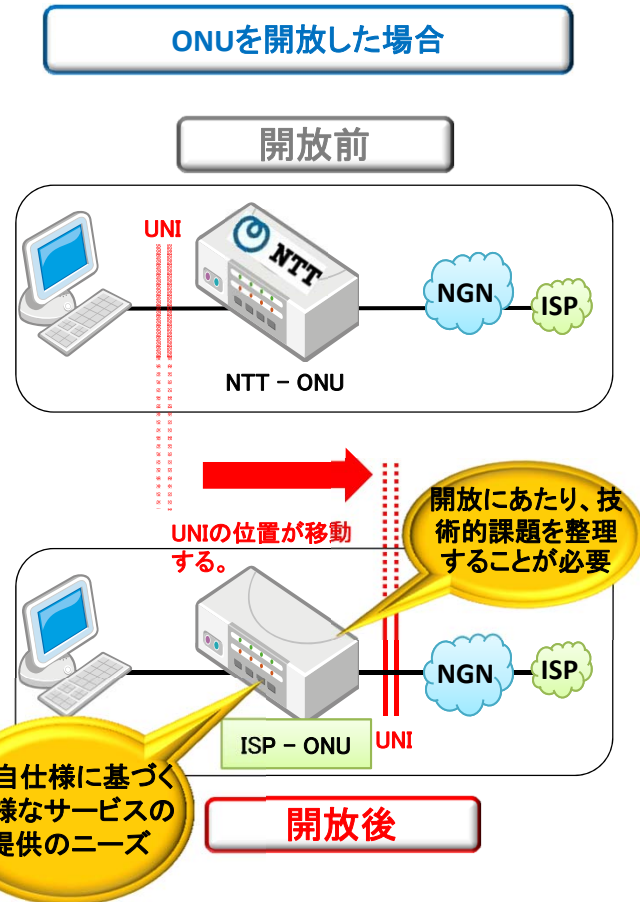 ONUを開放した場合
開放前
UNI
NTT
NGN
ISP
NTT － ONU
UNIの位置が移動
する。
開放にあたり、技
術的課題を整理
することが必要
NGN
ISP
ISP － ONU
UNI
自仕様に基づく
様なサービスの
提供のニーズ
開放後